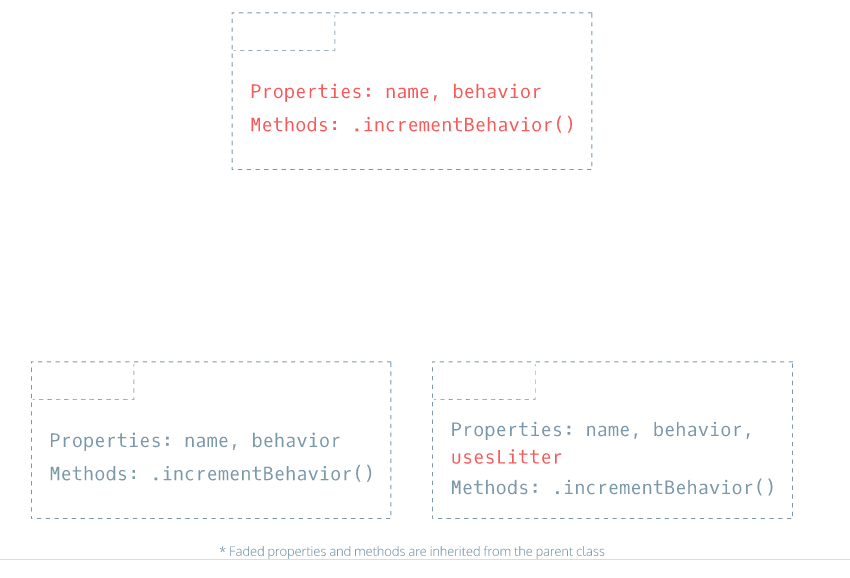 Properties: name, behavior
Methods: .incrementBehavior()
Properties: name, behavior
Methods: .incrementBehavior()
Properties: name, behavior,
usesLitter
Methods: .incrementBehavior()
* Faded properties and methods are inherited from the parent class